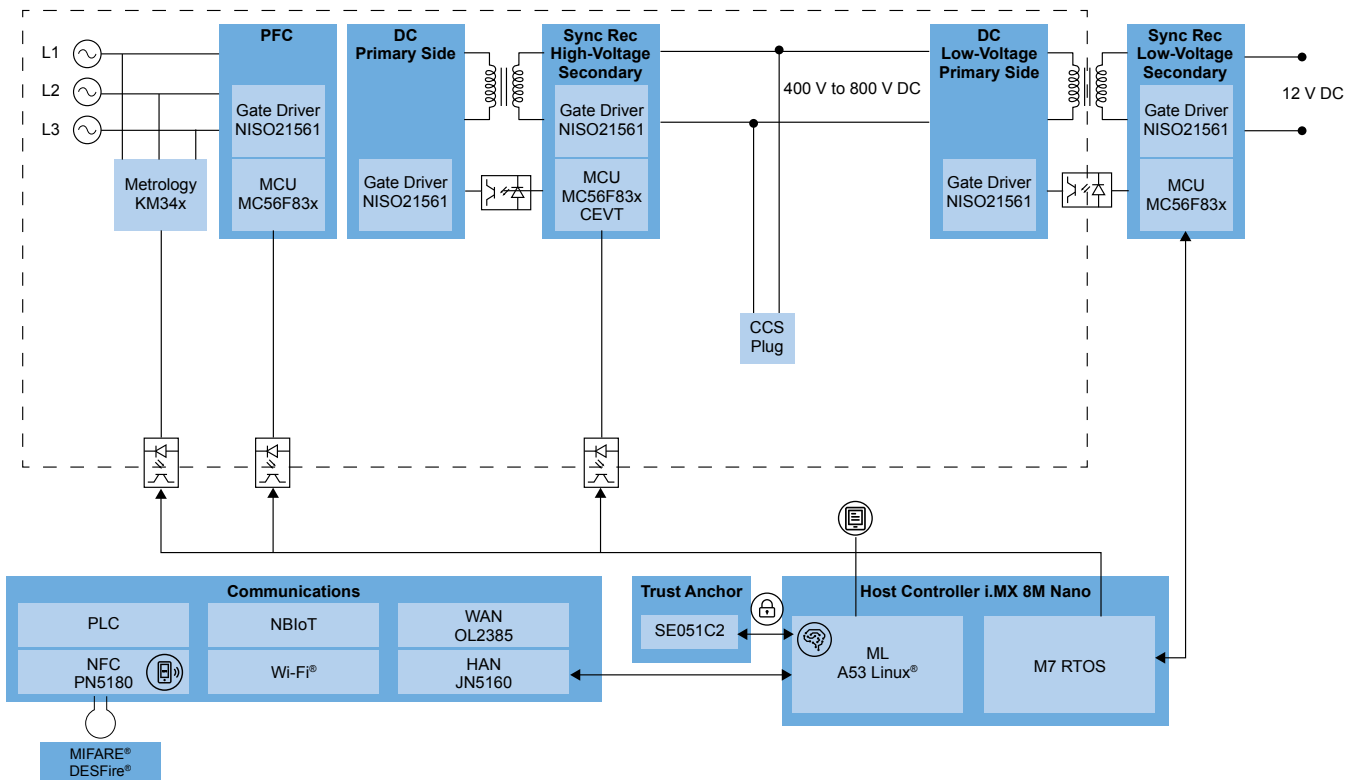 L1
L2
L3
PFC
Gate Driver
NISO21561
MCU
MC56F83x
Metrology
KM34x
DC
Primary Side
Gate Driver
NISO21561
Sync Rec
High-Voltage
Secondary
Gate Driver
NISO21561
MCU
MC56F83x
CEVT
400 V to 800 V DC
CCS
Plug
DC
Low-Voltage
Primary Side
Gate Driver
NISO21561
Sync Rec
Low-Voltage
Secondary
Gate Driver
NISO21561
MCU
MC56F83x
12 V DC
Communications
PLC
NBIoT
WAN
OL2385
NFC
PN5180
Wi-Fi®
HAN
JN5160
MIFARE®
DESFire®
Trust Anchor
SE051C2
Host Controller i.MX 8M Nano
ML
A53 Linux®
M7 RTOS